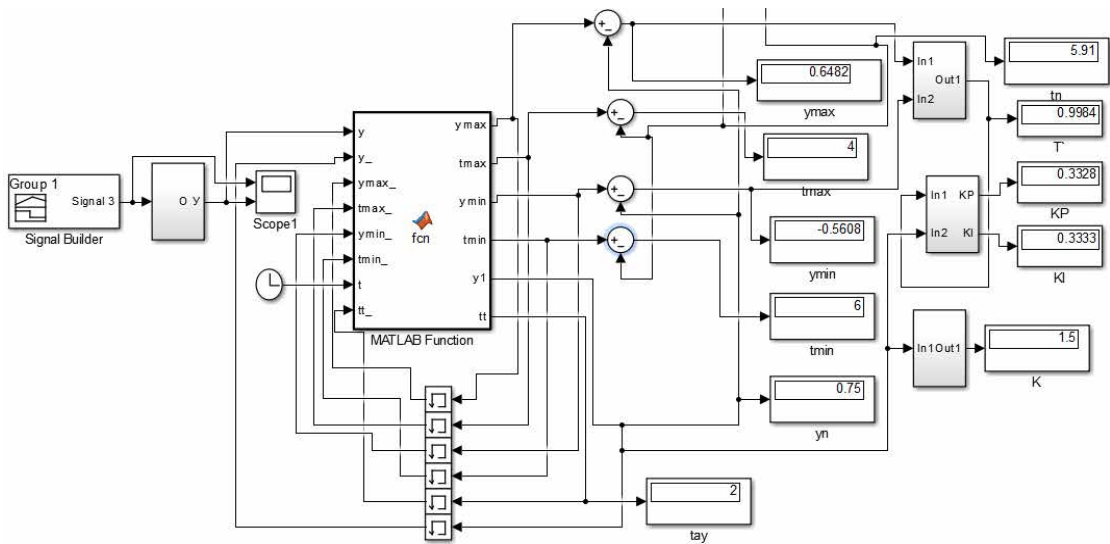 Group 1
Signal 3
Signal Builder
О У
Scope1
y
y_
ymax_
tmax_
ymin_
tmin_
t
tt_
fcn
ymax
tmax
ymin
tmin
y1
tt
MATLAB Function
+
–
+
–
+
–
+
–
0.6482
ymax
4
tmax
-0.5608
ymin
6
tmin
0.75
yn
2
tay
In1
In2
Out1
5.91
tn
0.9984
T`
In1
In2
KP
KI
0.3328
KP
0.3333
KI
In1 Out1
1.5
K